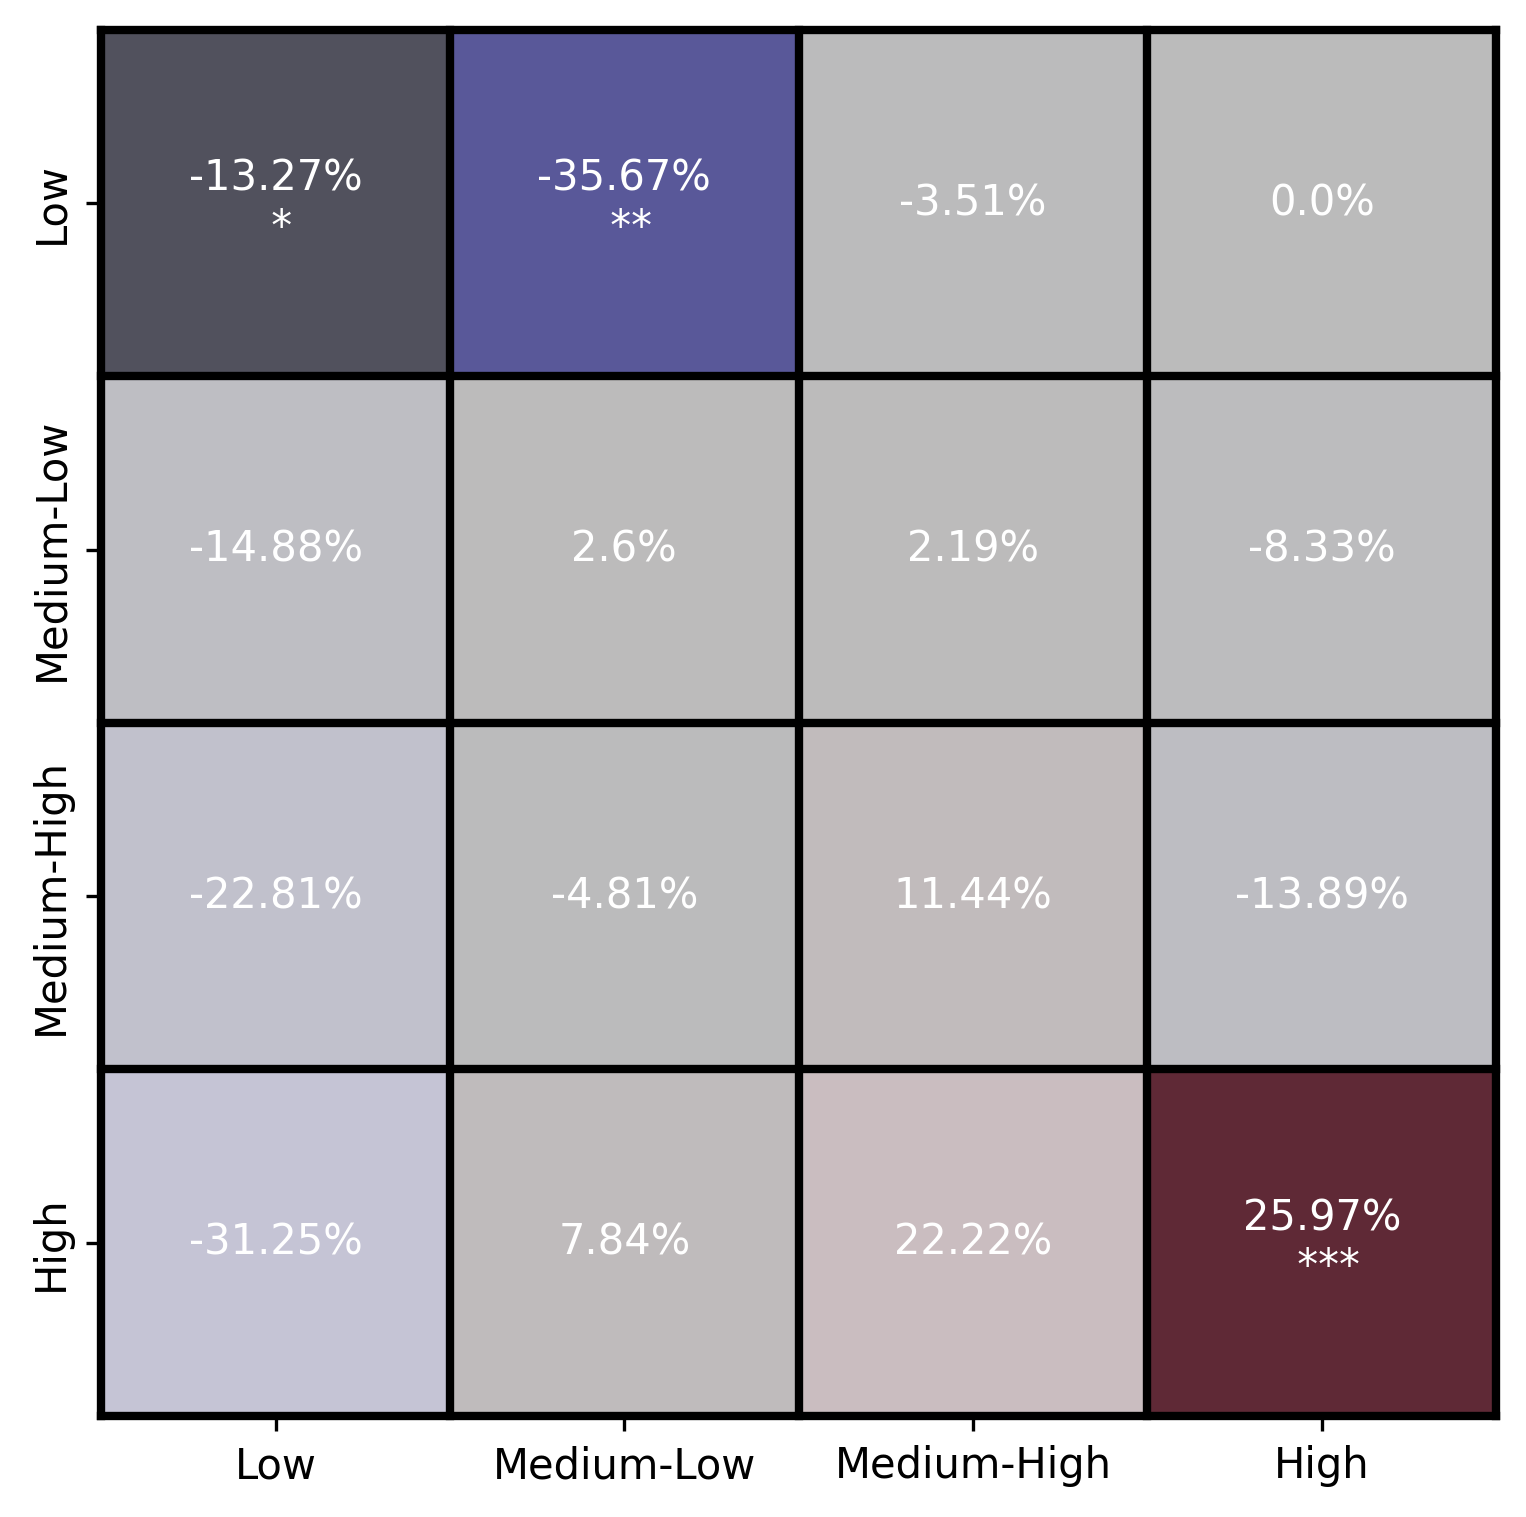 Low
-13.27%
*
-35.67%
**
-3.51%
0.0%
Medium-Low
-14.88%
2.6%
2.19%
-8.33%
Medium-High
-22.81%
-4.81%
11.44%
-13.89%
High
-31.25%
7.84%
22.22%
25.97%
***
Low
Medium-Low
Medium-High
High